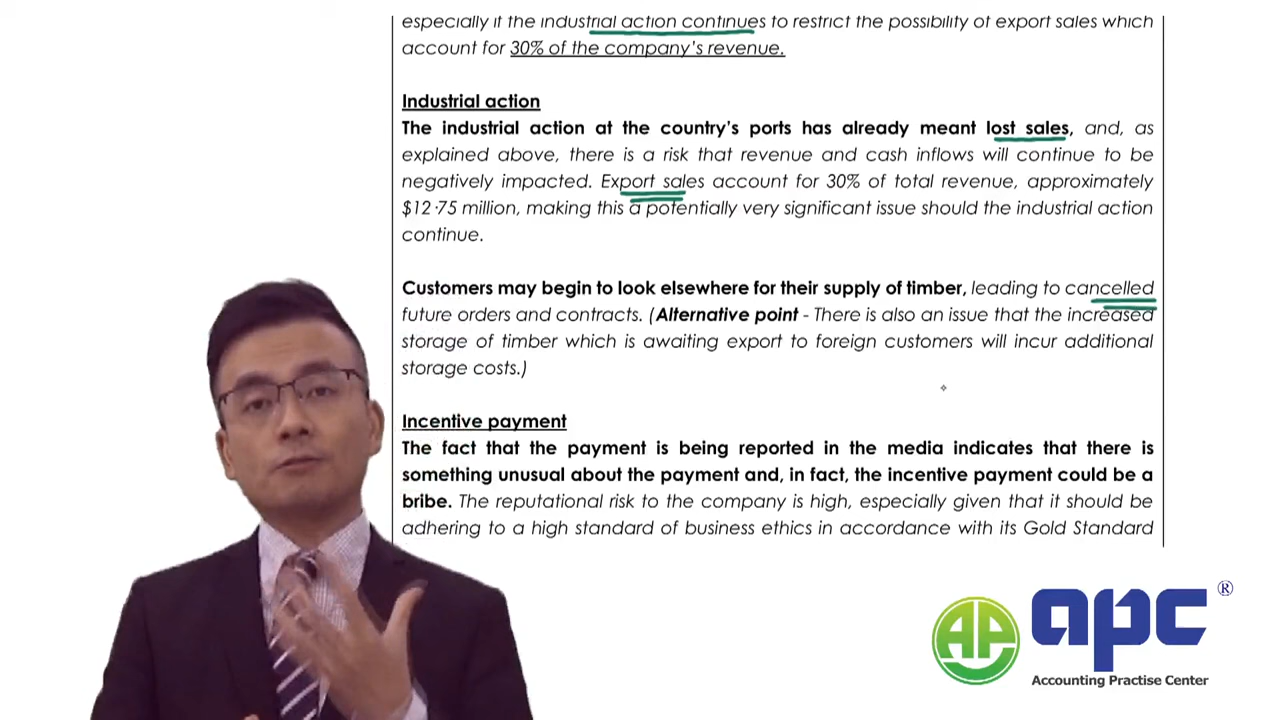 especially if the industrial action continues to restrict the possibility of export sales which
account for 30% of the company's revenue.
Industrial action
The industrial action at the country's ports has already meant lost sales, and, as
explained above, there is a risk that revenue and cash inflows will continue to be
negatively impacted. Export sales account for 30% of total revenue, approximately
$12·75 million, making this a potentially very significant issue should the industrial action
continue.
Customers may begin to look elsewhere for their supply of timber, leading to cancelled
future orders and contracts. (Alternative point - There is also an issue that the increased
storage of timber which is awaiting export to foreign customers will incur additional
storage costs.)
Incentive payment
The fact that the payment is being reported in the media indicates that there is
something unusual about the payment and, in fact, the incentive payment could be a
bribe. The reputational risk to the company is high, especially given that it should be
adhering to a high standard of business ethics in accordance with its Gold Standard
AP apc ®
Accounting Practise Center